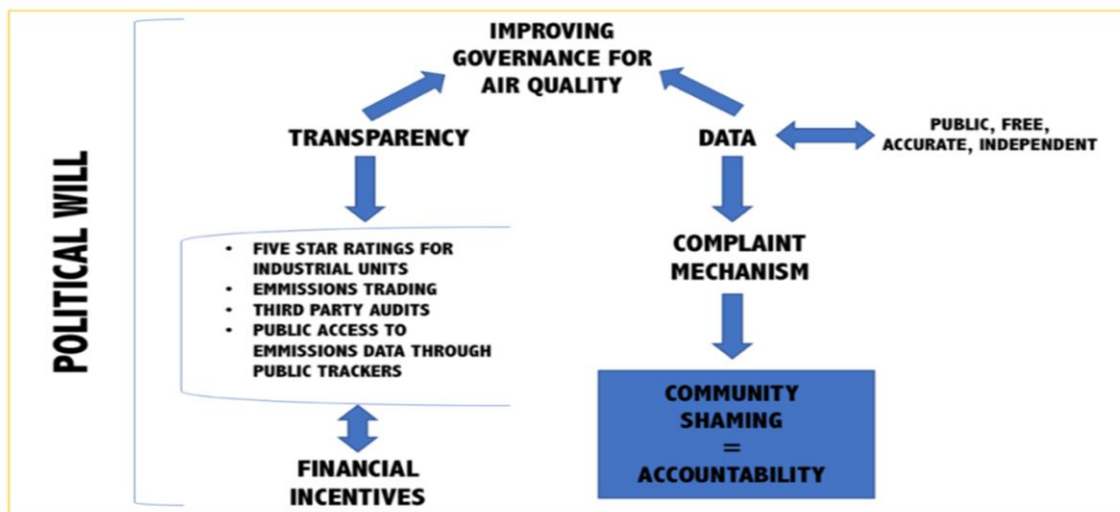 POLITICAL WILL
IMPROVING
GOVERNANCE FOR
AIR QUALITY
TRANSPARENCY
DATA
PUBLIC, FREE,
ACCURATE, INDEPENDENT
• FIVE STAR RATINGS FOR
INDUSTRIAL UNITS
• EMMISSIONS TRADING
• THIRD PARTY AUDITS
• PUBLIC ACCESS TO
EMMISSIONS DATA THROUGH
PUBLIC TRACKERS
FINANCIAL
INCENTIVES
COMPLAINT
MECHANISM
COMMUNITY
SHAMING
=
ACCOUNTABILITY